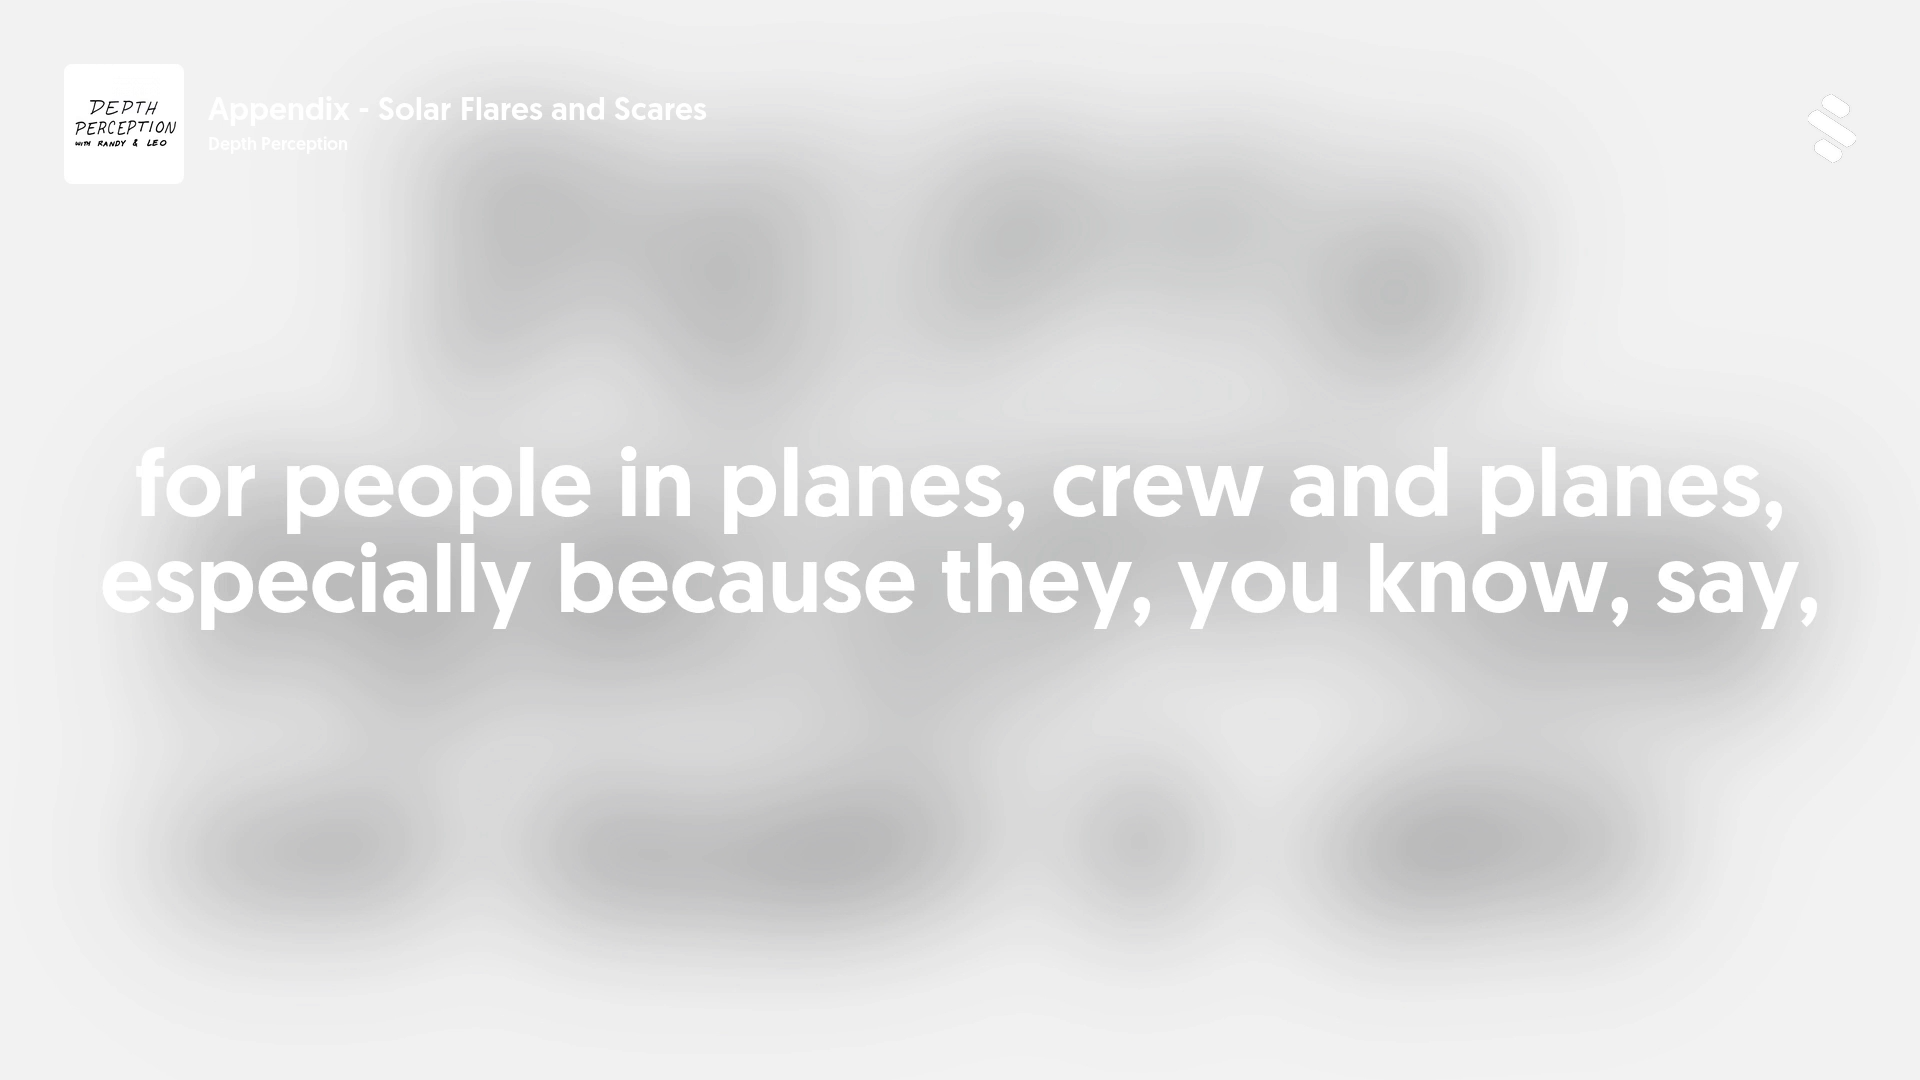 DEPTH
PERCEPTION
WITH RANDY & LEO
Appendix - Solar Flares and Scares
Depth Perception
for people in planes, crew and planes,
especially because they, you know, say,